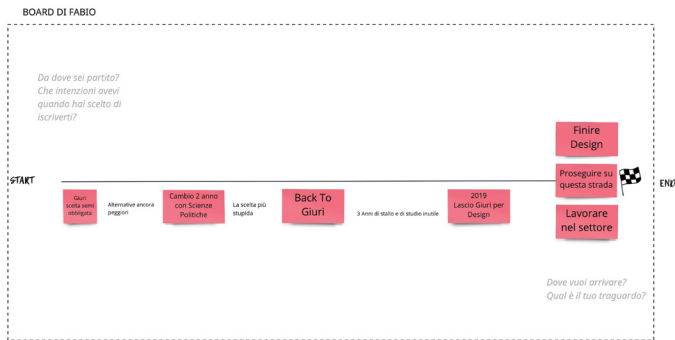 BOARD DI FABIO
Da dove sei partito?
Che intenzioni avevi
quando hai scelto di
iscriverti?
START
Giuri
scelta semi
obbligata
Alternative ancora
peggiori
Cambio 2 anno
con Scienze
Politiche
La scelta più
stupida
Back To
Giuri
3 Anni di stallo e di studio inutile
2019
Lascio Giuri per
Design
Finire
Design
Proseguire su
questa strada
Lavorare
nel settore
END
Dove vuoi arrivare?
Qual è il tuo traguardo?